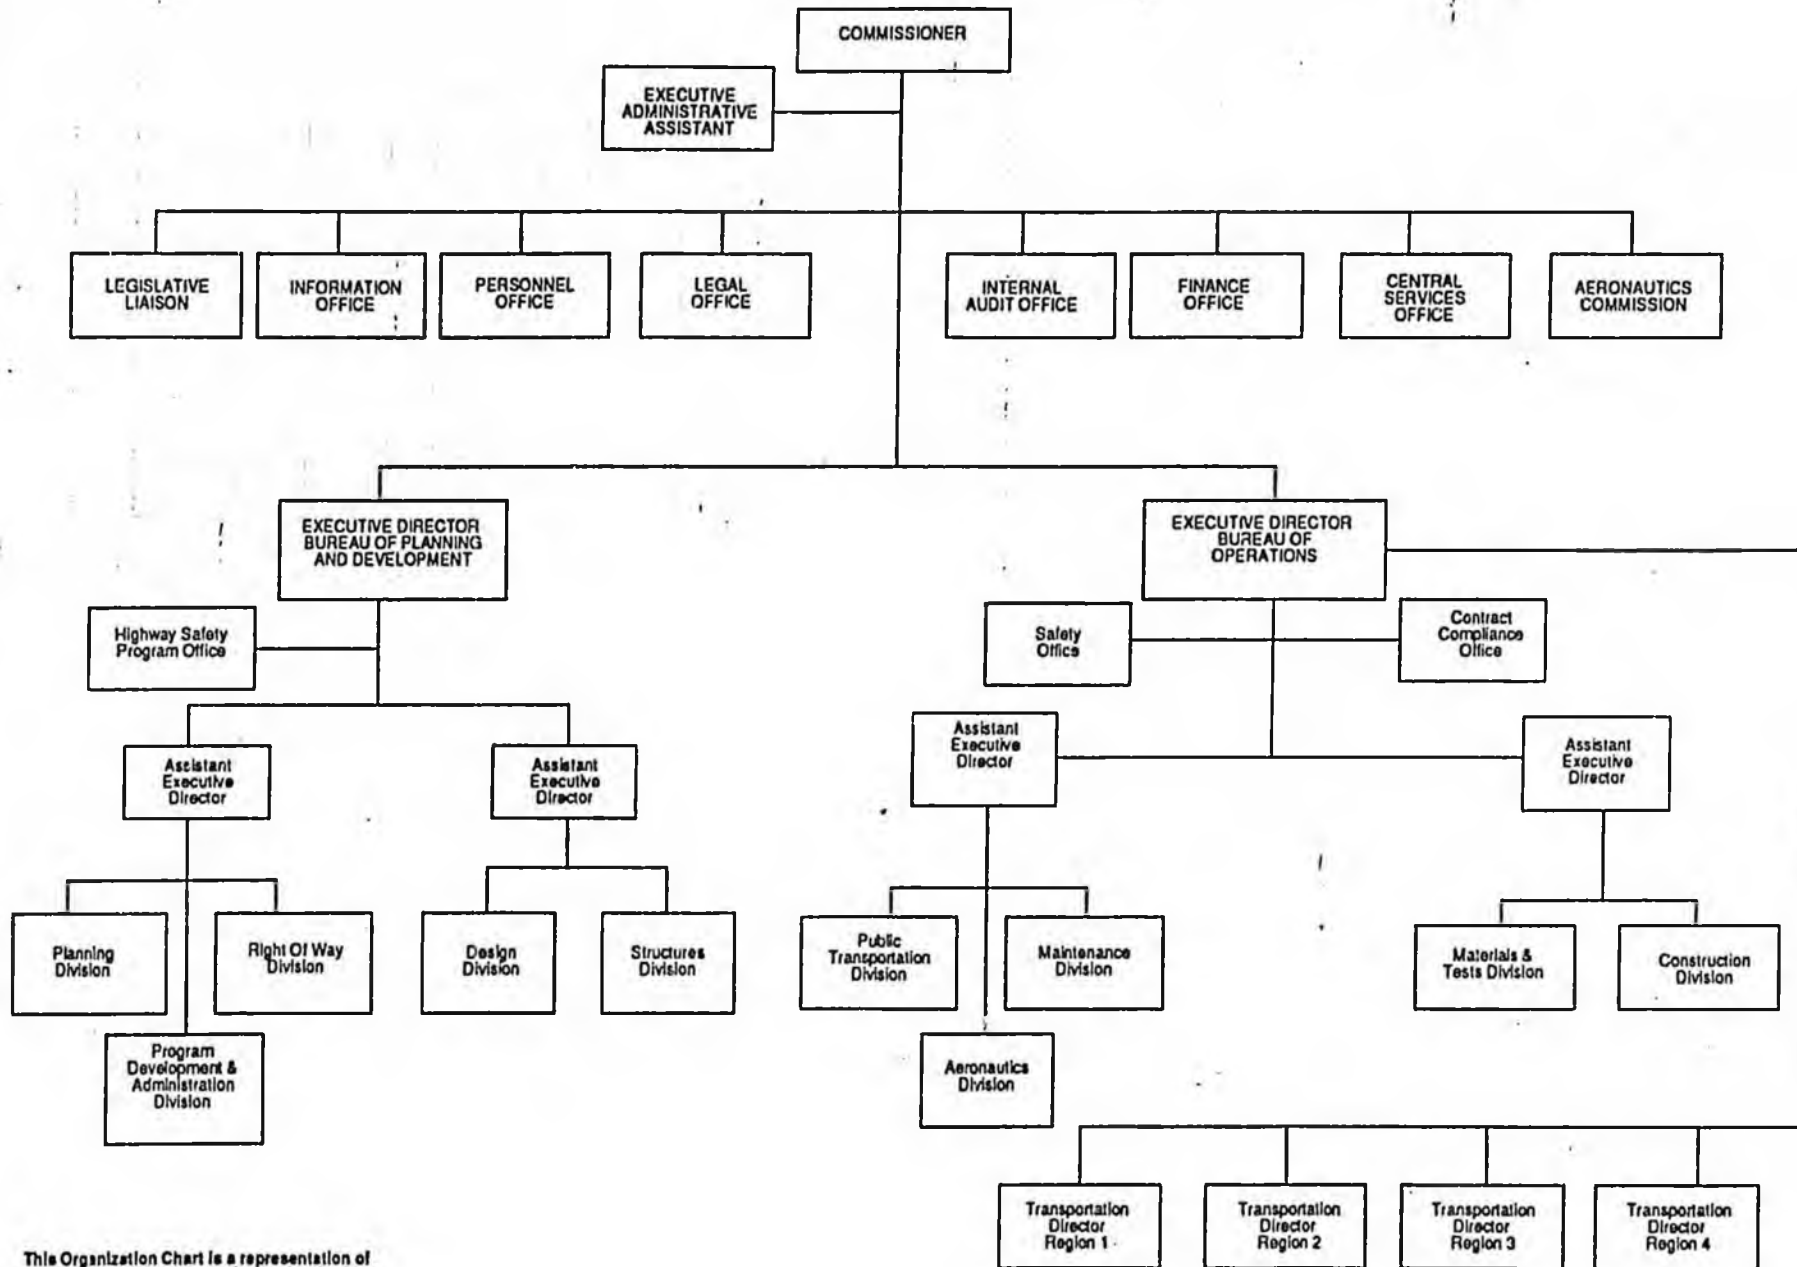 COMMISSIONER
EXECUTIVE
ADMINISTRATIVE
ASSISTANT
LEGISLATIVE
LIAISON
INFORMATION
OFFICE
PERSONNEL
OFFICE
LEGAL
OFFICE
INTERNAL
AUDIT OFFICE
FINANCE
OFFICE
CENTRAL
SERVICES
OFFICE
AERONAUTICS
COMMISSION
EXECUTIVE DIRECTOR
BUREAU OF PLANNING
AND DEVELOPMENT
EXECUTIVE DIRECTOR
BUREAU OF
OPERATIONS
Highway Safety
Program Office
Safety
Office
Contract
Compliance
Office
Assistant
Executive
Director
Assistant
Executive
Director
Assistant
Executive
Director
Assistant
Executive
Director
Planning
Division
Right Of Way
Division
Program
Development &
Administration
Division
Design
Division
Structures
Division
Public
Transportation
Division
Maintenance
Division
Aeronautics
Division
Materials &
Tests Division
Construction
Division
Transportation
Director
Region 1
Transportation
Director
Region 2
Transportation
Director
Region 3
Transportation
Director
Region 4
This Organization Chart is a representation of